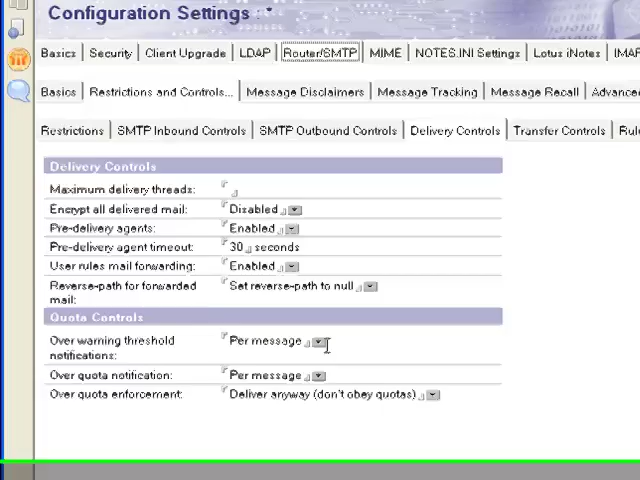 Configuration Settings
Basics Security Client Upgrade LDAP Router/SMTP MIME NOTES.INI Settings Lotus iNotes IMAP
Basics Restrictions and Controls... Message Disclaimers Message Tracking Message Recall Advanced
Restrictions SMTP Inbound Controls SMTP Outbound Controls Delivery Controls Transfer Controls Rul
Delivery Controls
Maximum delivery threads:
Encrypt all delivered mail: Disabled
Pre-delivery agents: Enabled
Pre-delivery agent timeout: 30 seconds
User rules mail forwarding: Enabled
Reverse-path for forwarded Set reverse-path to null
mail:
Quota Controls
Over warning threshold Per message
notifications:
Over quota notification: Per message
Over quota enforcement: Deliver anyway (don't obey quotas)